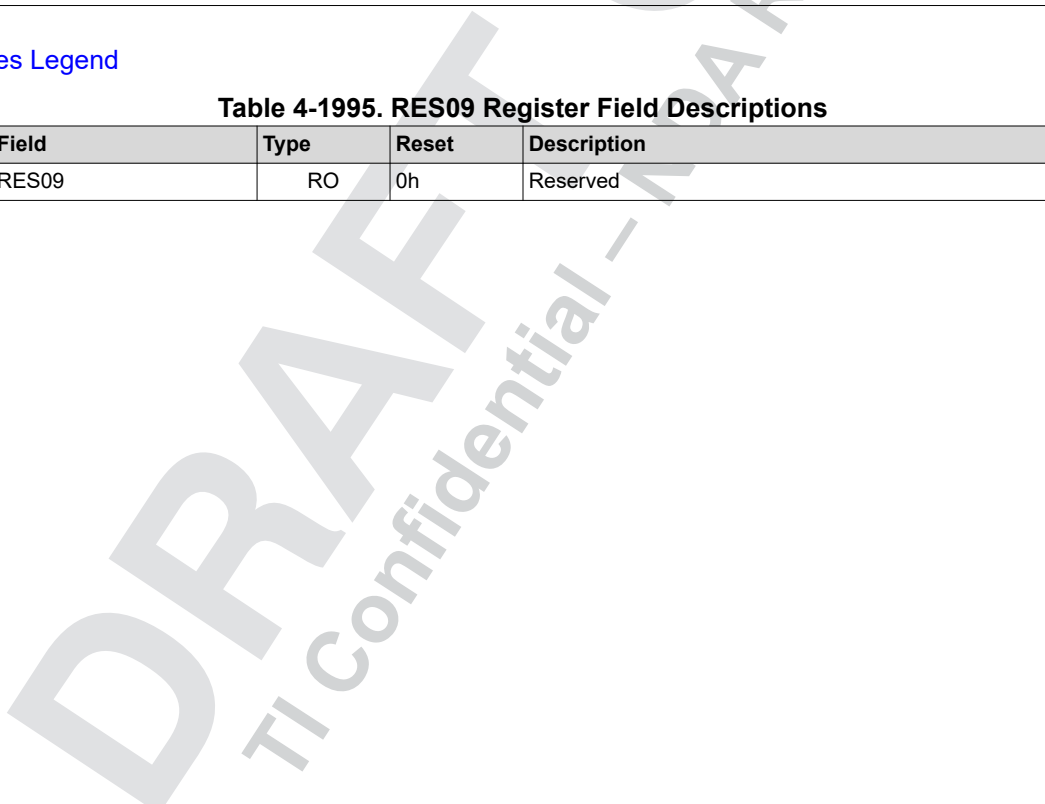 es Legend
Table 4-1995. RES09 Register Field Descriptions
Field Type Reset Description
RES09 RO 0h Reserved
DRAFT
TI Confidential – NDA